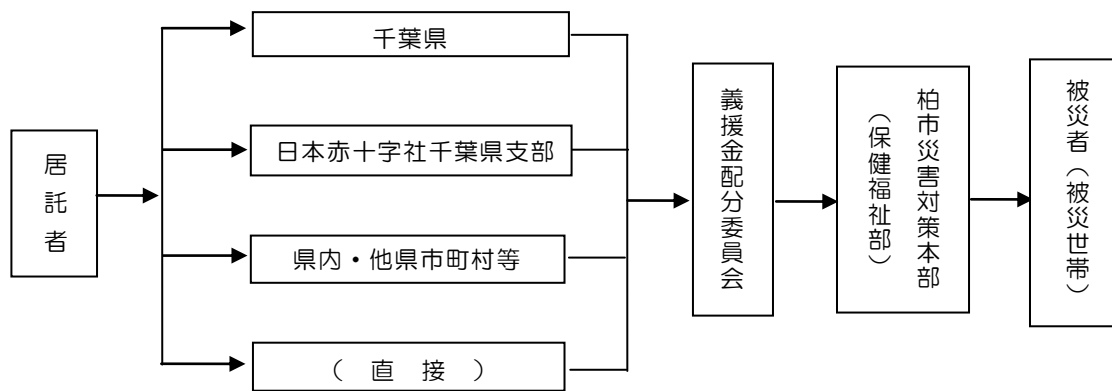 居託者
千葉県
日本赤十字社千葉県支部
県内・他県市町村等
（　直　接　）
義援金配分委員会
柏市災害対策本部
（保健福祉部）
被災者（被災世帯）